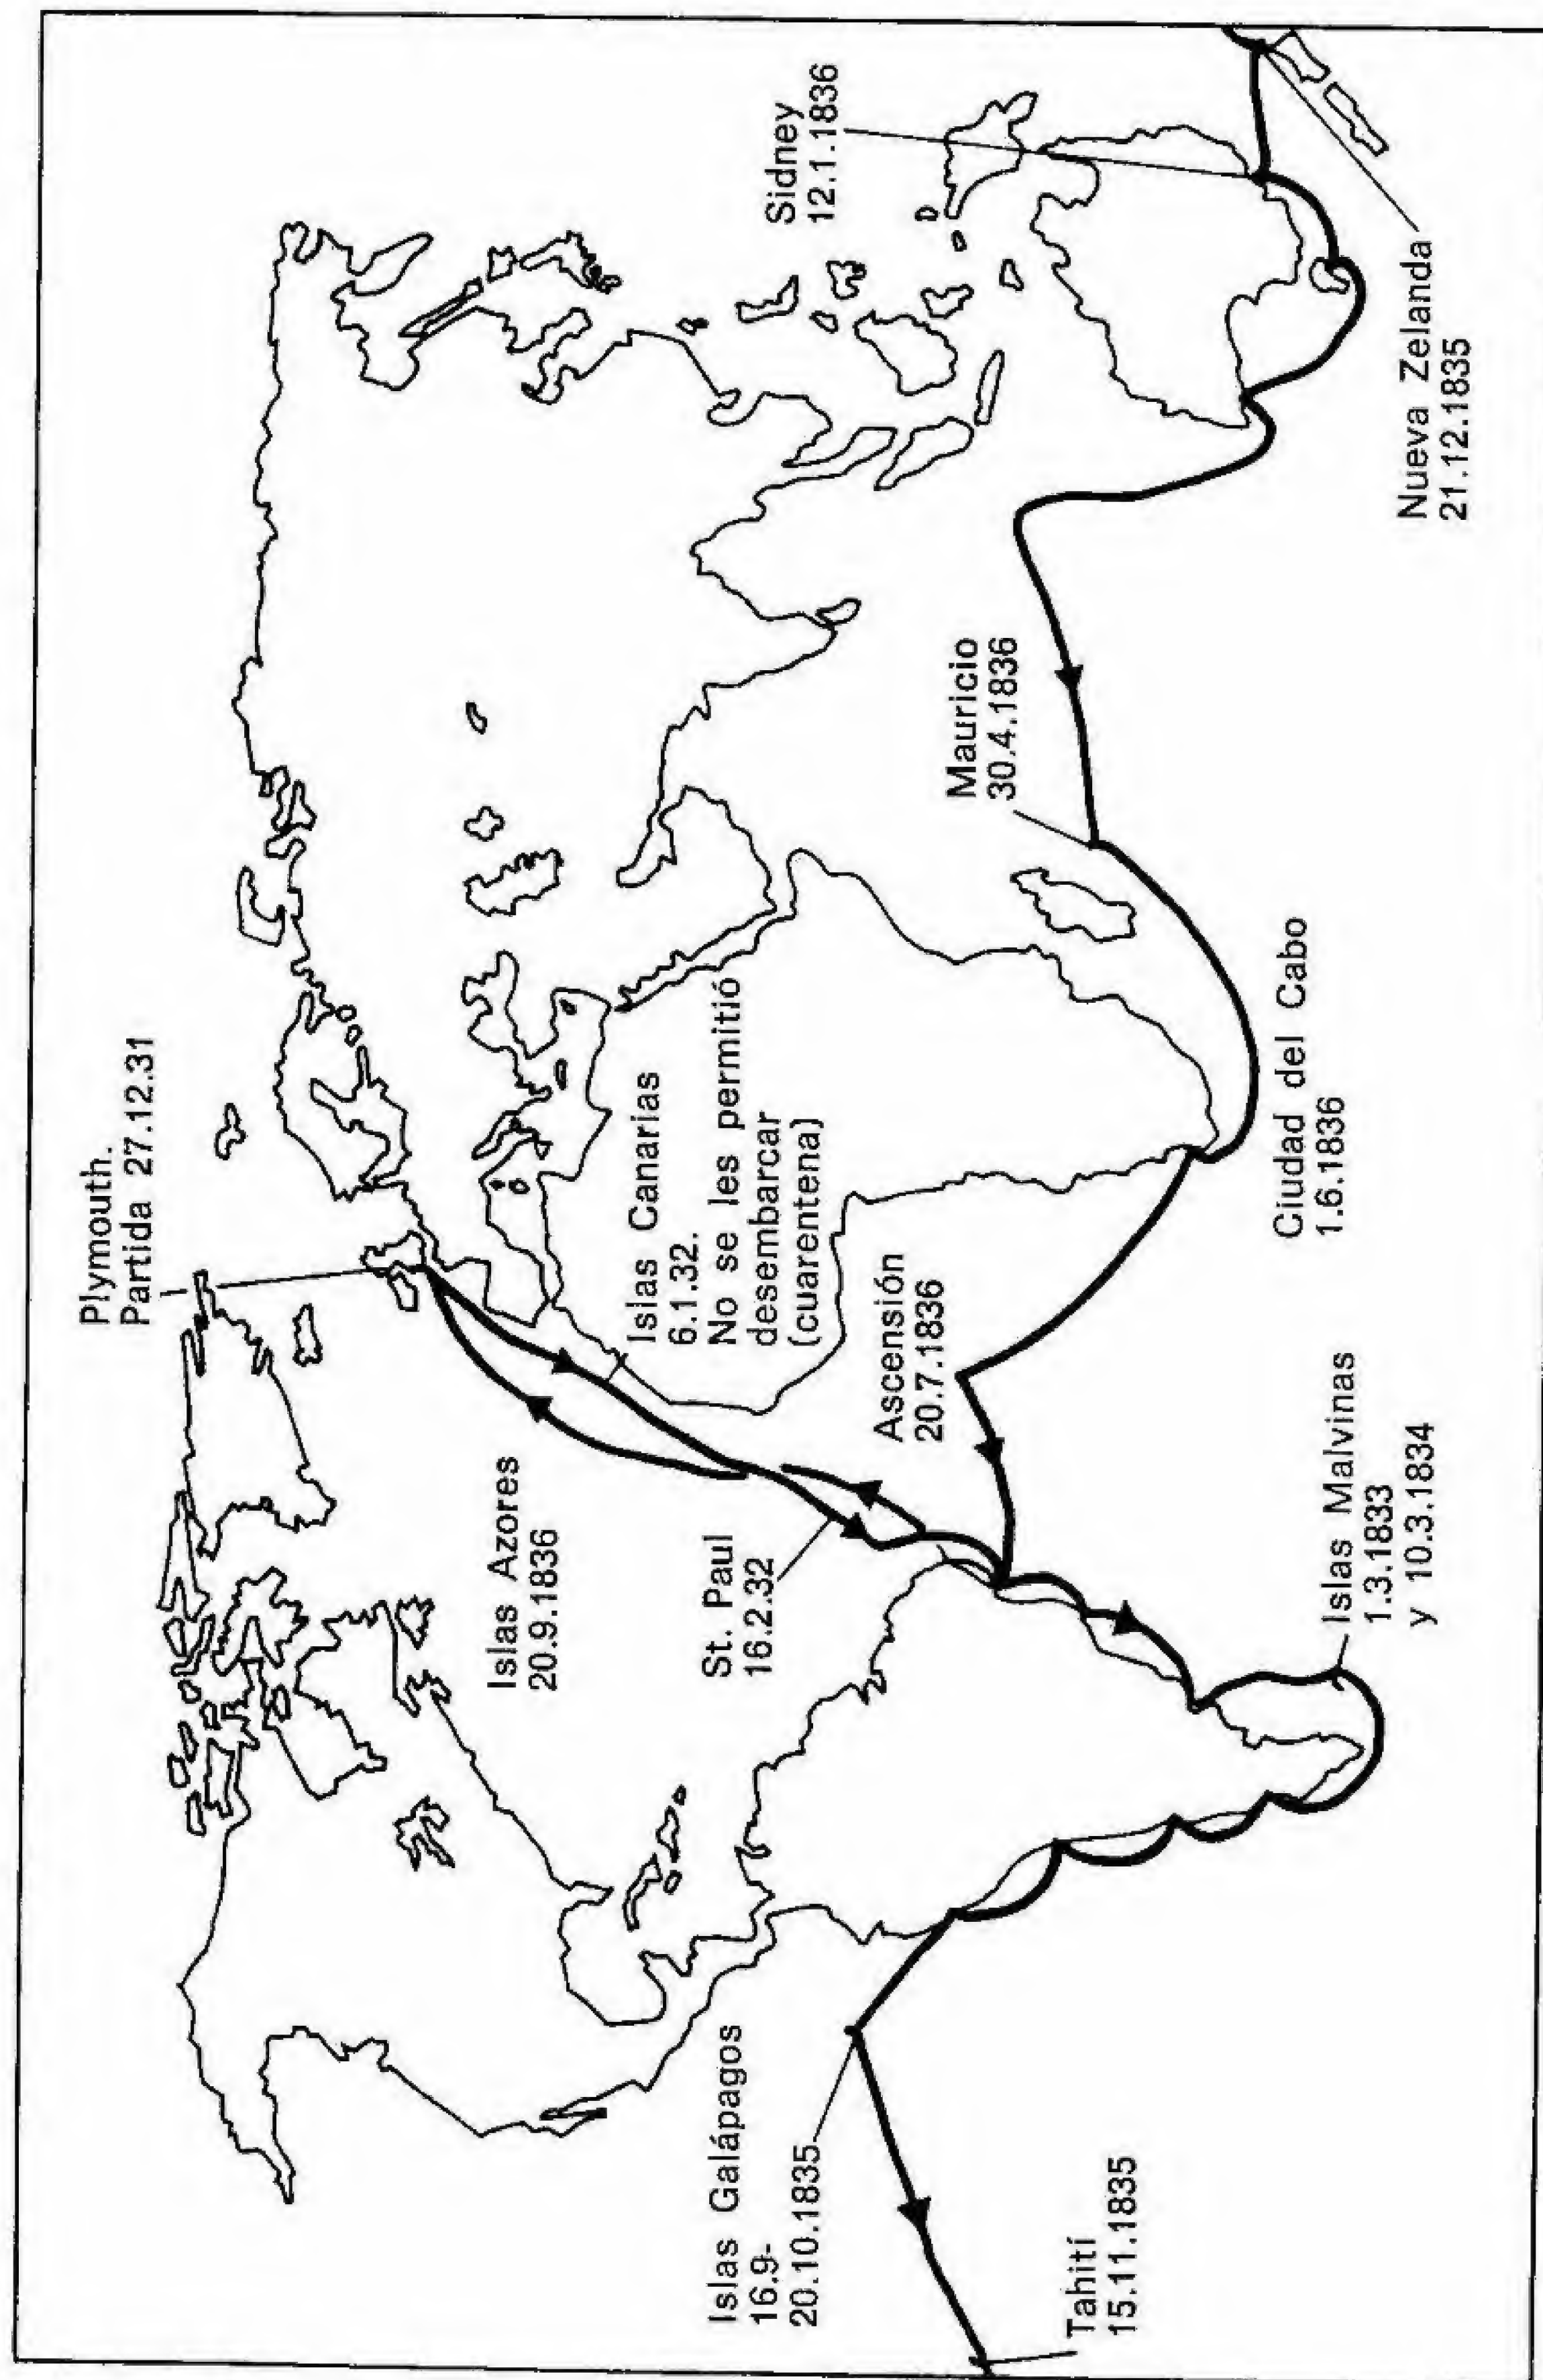 Plymouth.
Partida 27.12.31
Islas Azores
20.9.1836
Islas Canarias
6.1.32.
No se les permitió
desembarcar
(cuarentena)
St. Paul
16.2.32
Islas Galápagos
16.9-
20.10.1835
Tahití
15.11.1835
Ascensión
20.7.1836
Islas Malvinas
1.3.1833
y 10.3.1834
Ciudad del Cabo
1.6.1836
Mauricio
30.4.1836
Sidney
12.1.1836
Nueva Zelanda
21.12.1835